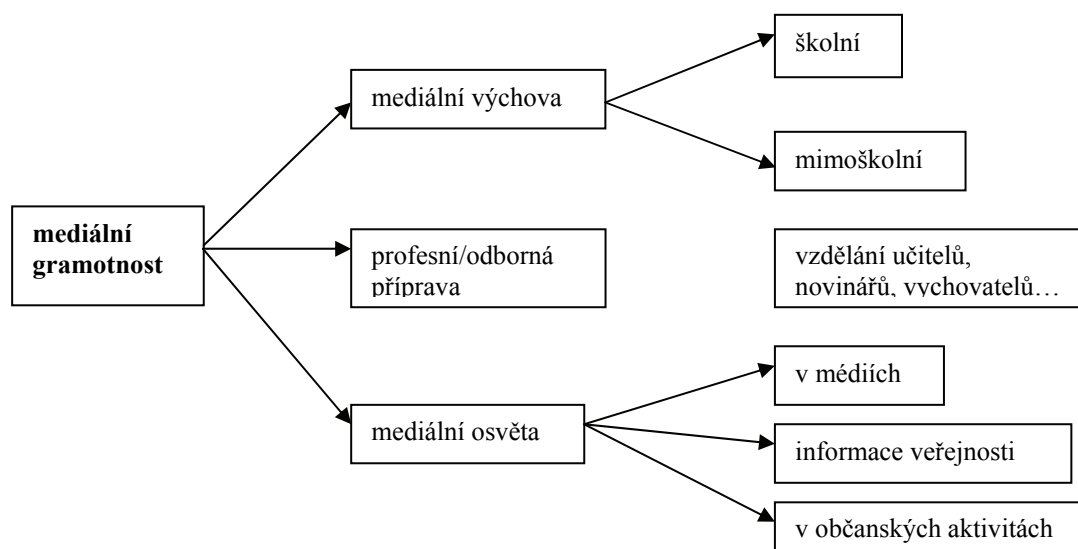 školní
mediální výchova
mimoškolní
mediální
gramotnost
profesní/odborná
příprava
vzdělání učitelů,
novinářů, vychovatelů…
v médiích
mediální osvěta
informace veřejnosti
v občanských aktivitách